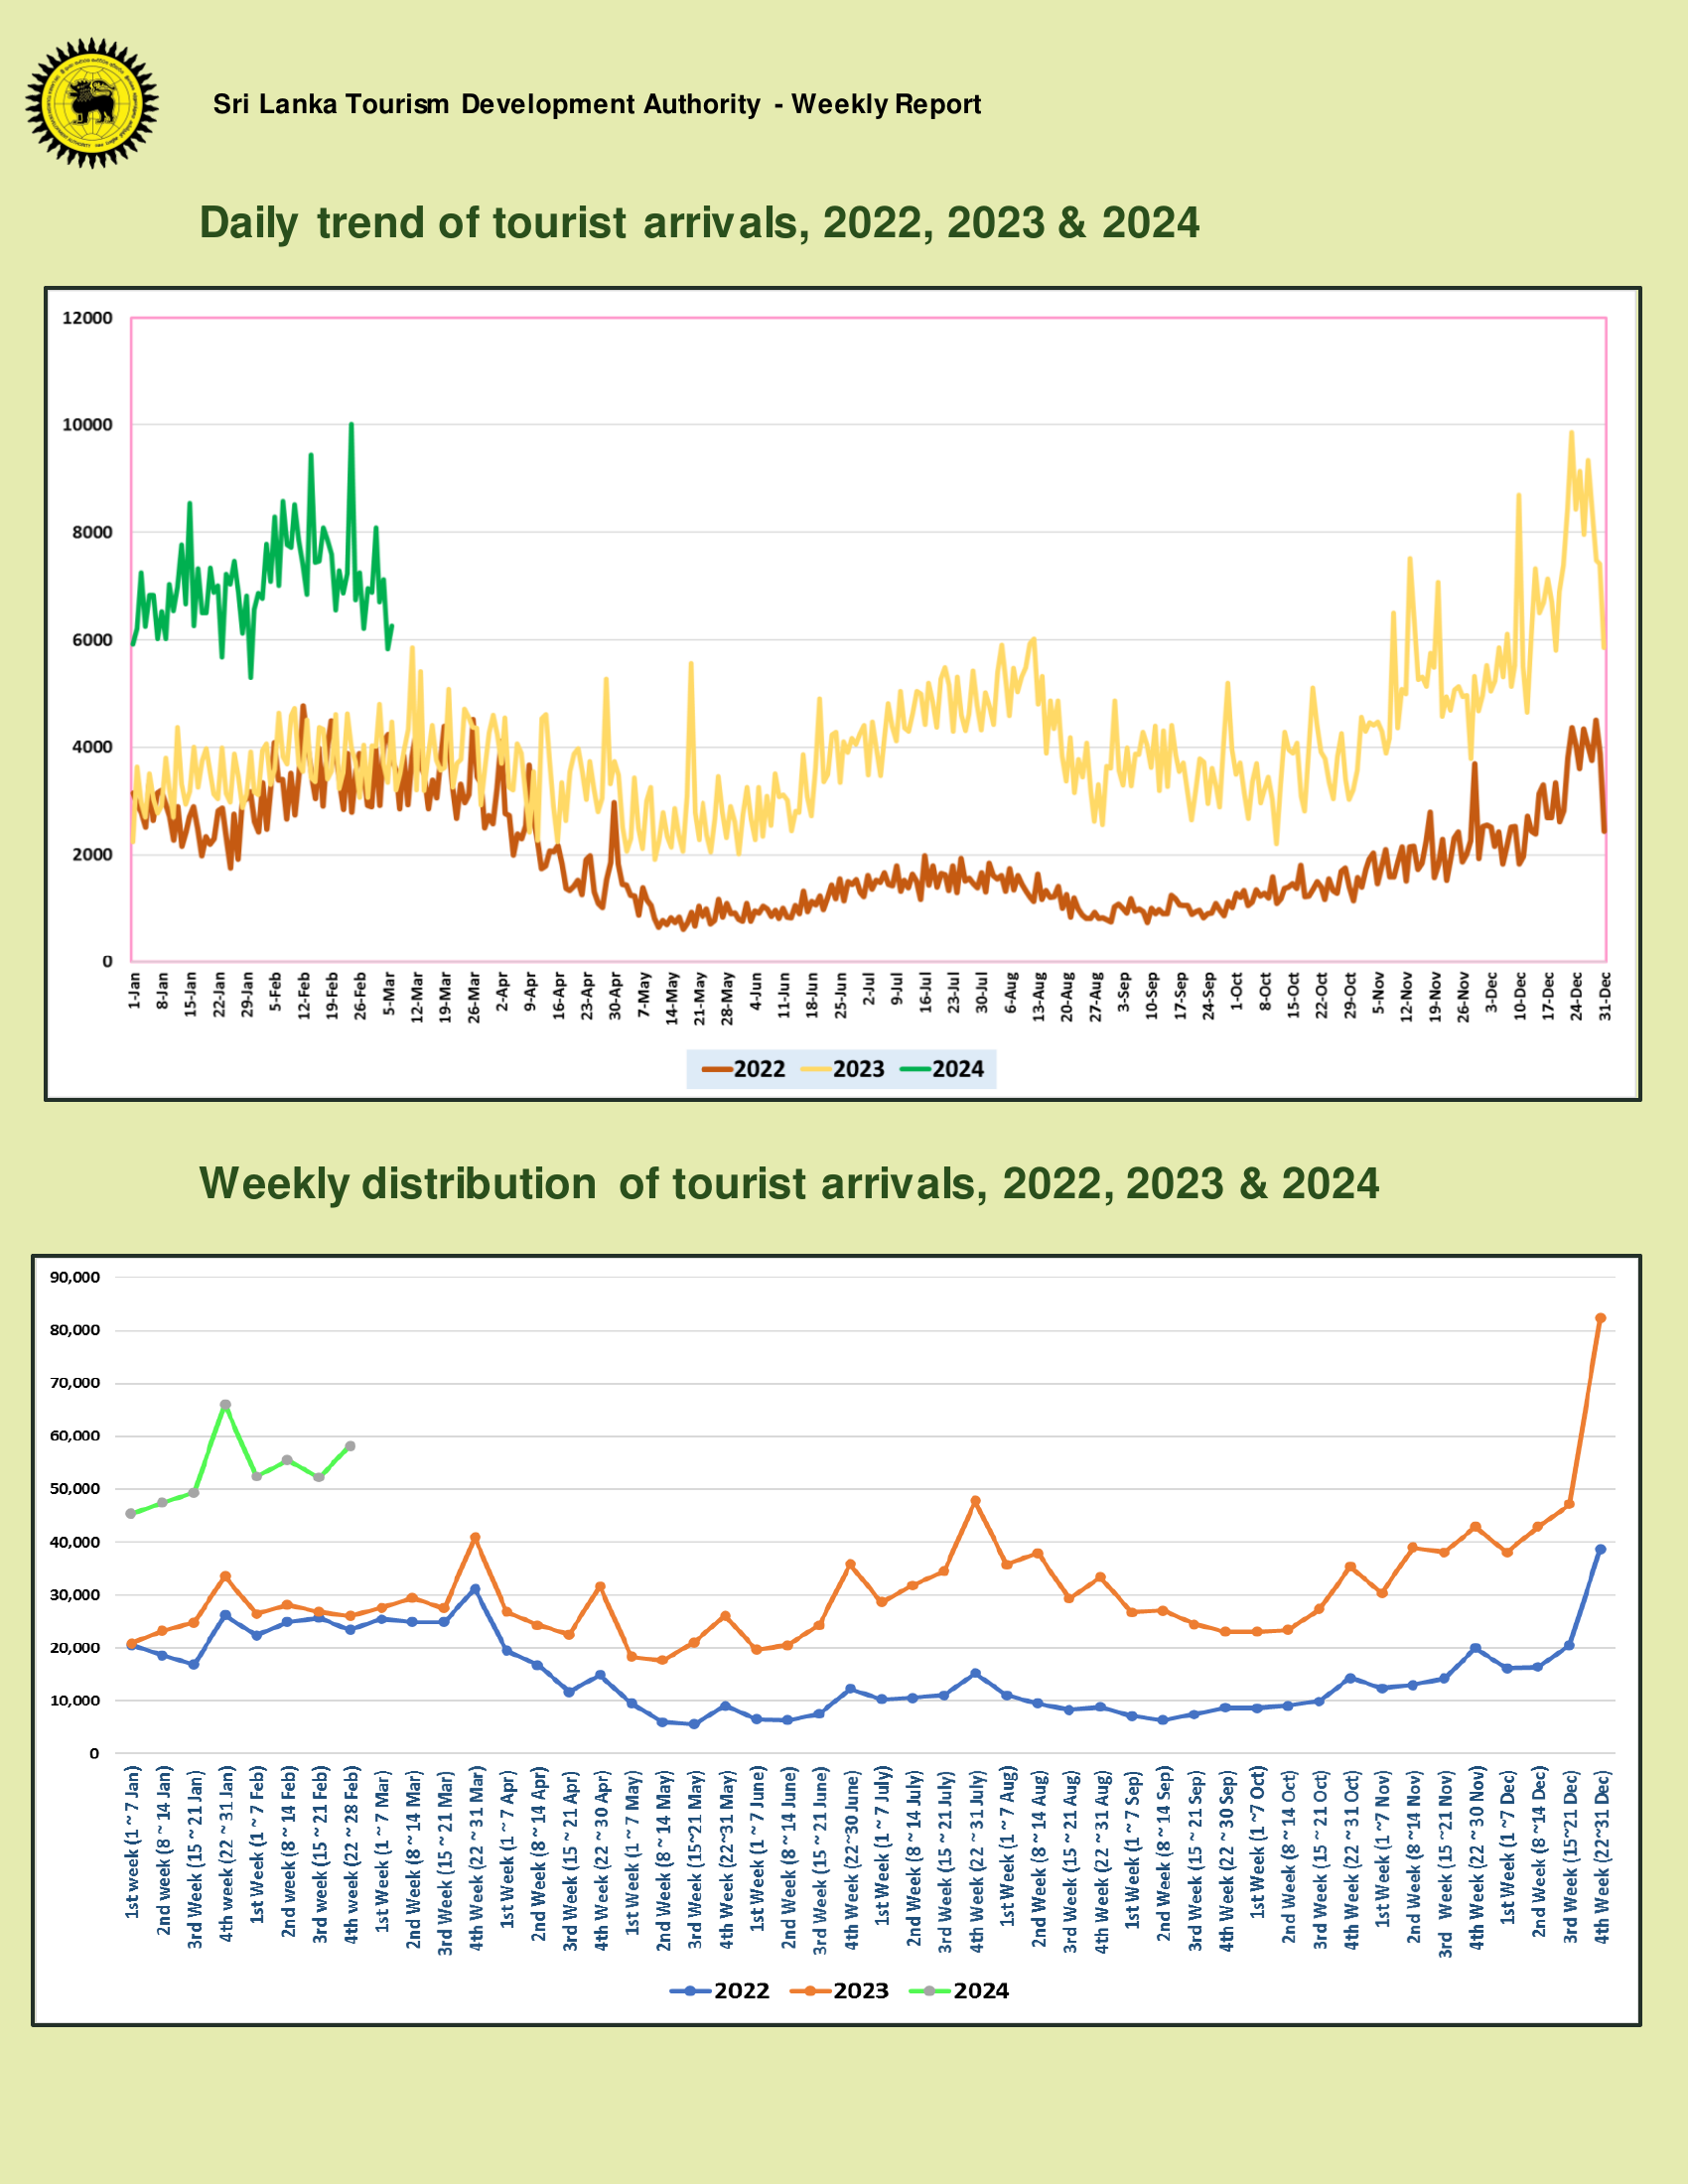 Sri Lanka Tourism Development Authority - Weekly Report
Daily trend of tourist arrivals, 2022, 2023 & 2024
12000
10000
8000
6000
4000
2000
0
1-Jan
8-Jan
15-Jan
22-Jan
29-Jan
5-Feb
12-Feb
19-Feb
26-Feb
5-Mar
12-Mar
19-Mar
26-Mar
2-Apr
9-Apr
16-Apr
23-Apr
30-Apr
7-May
14-May
21-May
28-May
4-Jun
11-Jun
18-Jun
25-Jun
2-Jul
9-Jul
16-Jul
23-Jul
30-Jul
6-Aug
13-Aug
20-Aug
27-Aug
3-Sep
10-Sep
17-Sep
24-Sep
1-Oct
8-Oct
15-Oct
22-Oct
29-Oct
5-Nov
12-Nov
19-Nov
26-Nov
3-Dec
10-Dec
17-Dec
24-Dec
31-Dec
2022 2023 2024
Weekly distribution of tourist arrivals, 2022, 2023 & 2024
90,000
80,000
70,000
60,000
50,000
40,000
30,000
20,000
10,000
0
1st week (1 ~ 7 Jan)
2nd week (8 ~ 14 Jan)
3rd Week (15 ~ 21 Jan)
4th week (22 ~ 31 Jan)
1st Week (1 ~ 7 Feb)
2nd week (8 ~ 14 Feb)
3rd week (15 ~ 21 Feb)
4th week (22 ~ 28 Feb)
1st Week (1 ~ 7 Mar)
2nd Week (8 ~ 14 Mar)
3rd Week (15 ~ 21 Mar)
4th Week (22 ~ 31 Mar)
1st Week (1 ~ 7 Apr)
2nd Week (8 ~ 14 Apr)
3rd Week (15 ~ 21 Apr)
4th Week (22 ~ 30 Apr)
1st Week (1 ~ 7 May)
2nd Week (8 ~ 14 May)
3rd Week (15~21 May)
4th Week (22~31 May)
1st Week (1 ~ 7 June)
2nd Week (8 ~ 14 June)
3rd Week (15 ~ 21 June)
4th Week (22~30 June)
1st Week (1 ~ 7 July)
2nd Week (8 ~ 14 July)
3rd Week (15 ~ 21 July)
4th Week (22 ~ 31 July)
1st Week (1 ~ 7 Aug)
2nd Week (8 ~ 14 Aug)
3rd Week (15 ~ 21 Aug)
4th Week (22 ~ 31 Aug)
1st Week (1 ~ 7 Sep)
2nd Week (8 ~ 14 Sep)
3rd Week (15 ~ 21 Sep)
4th Week (22 ~ 30 Sep)
1st Week (1 ~7 Oct)
2nd Week (8 ~ 14 Oct)
3rd Week (15 ~ 21 Oct)
4th Week (22 ~ 31 Oct)
1st Week (1 ~7 Nov)
2nd Week (8 ~14 Nov)
3rd Week (15 ~21 Nov)
4th Week (22 ~ 30 Nov)
1st Week (1 ~7 Dec)
2nd Week (8 ~14 Dec)
3rd Week (15~21 Dec)
4th Week (22~31 Dec)
2022 2023 2024